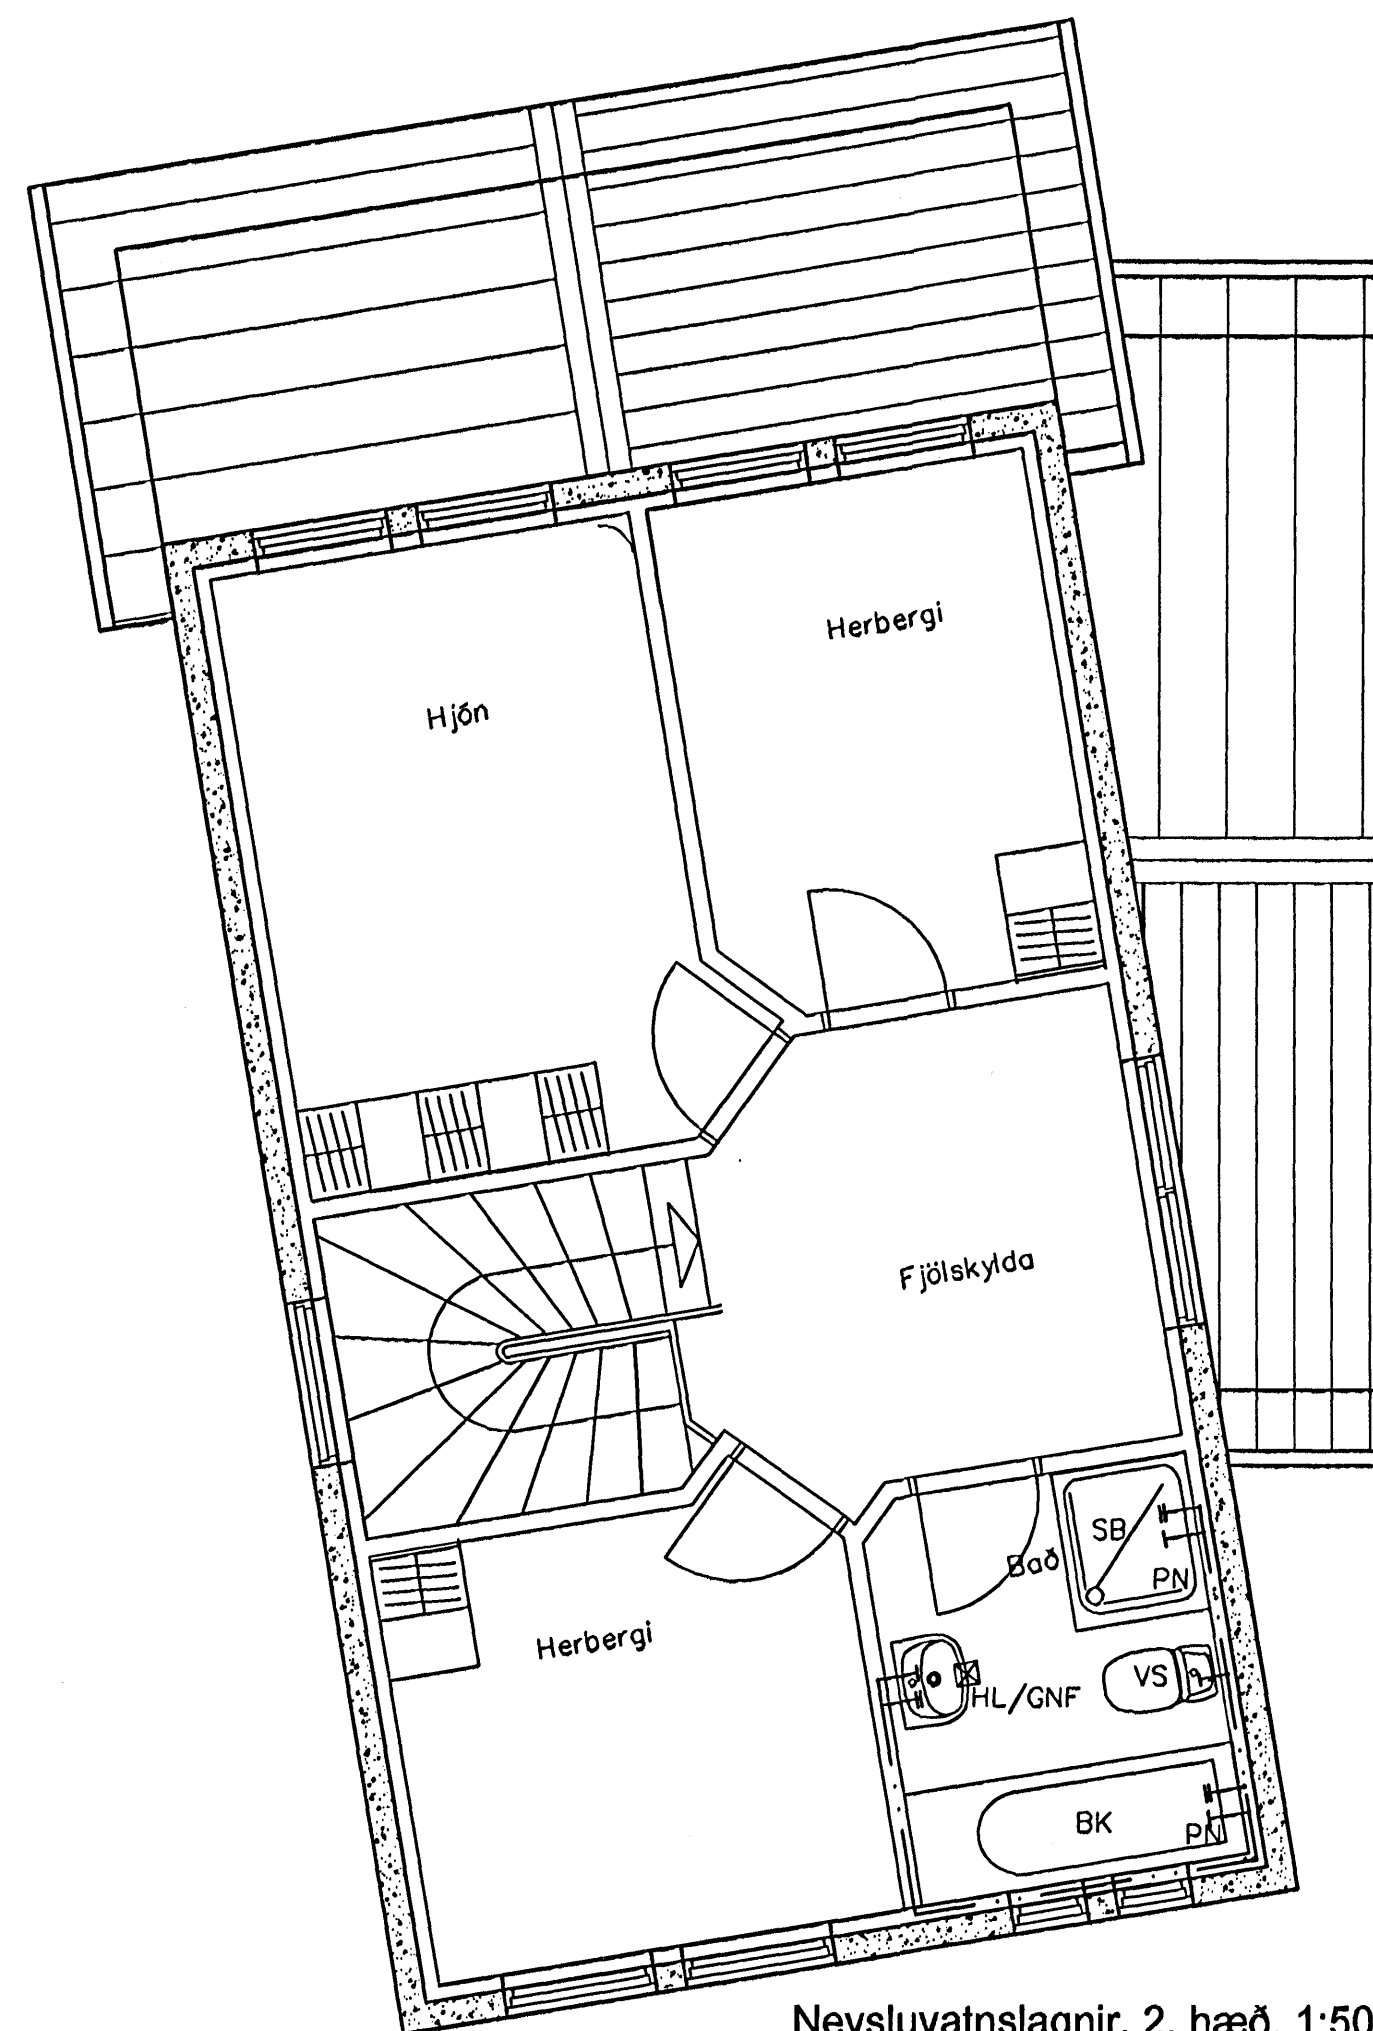 Herbergi
Hjón
Fjölskylda
SB
Bað
PN
Herbergi
VS
HL/GNF
BK
PN
Neysluvatnslagnir, 2. hæð, 1:50